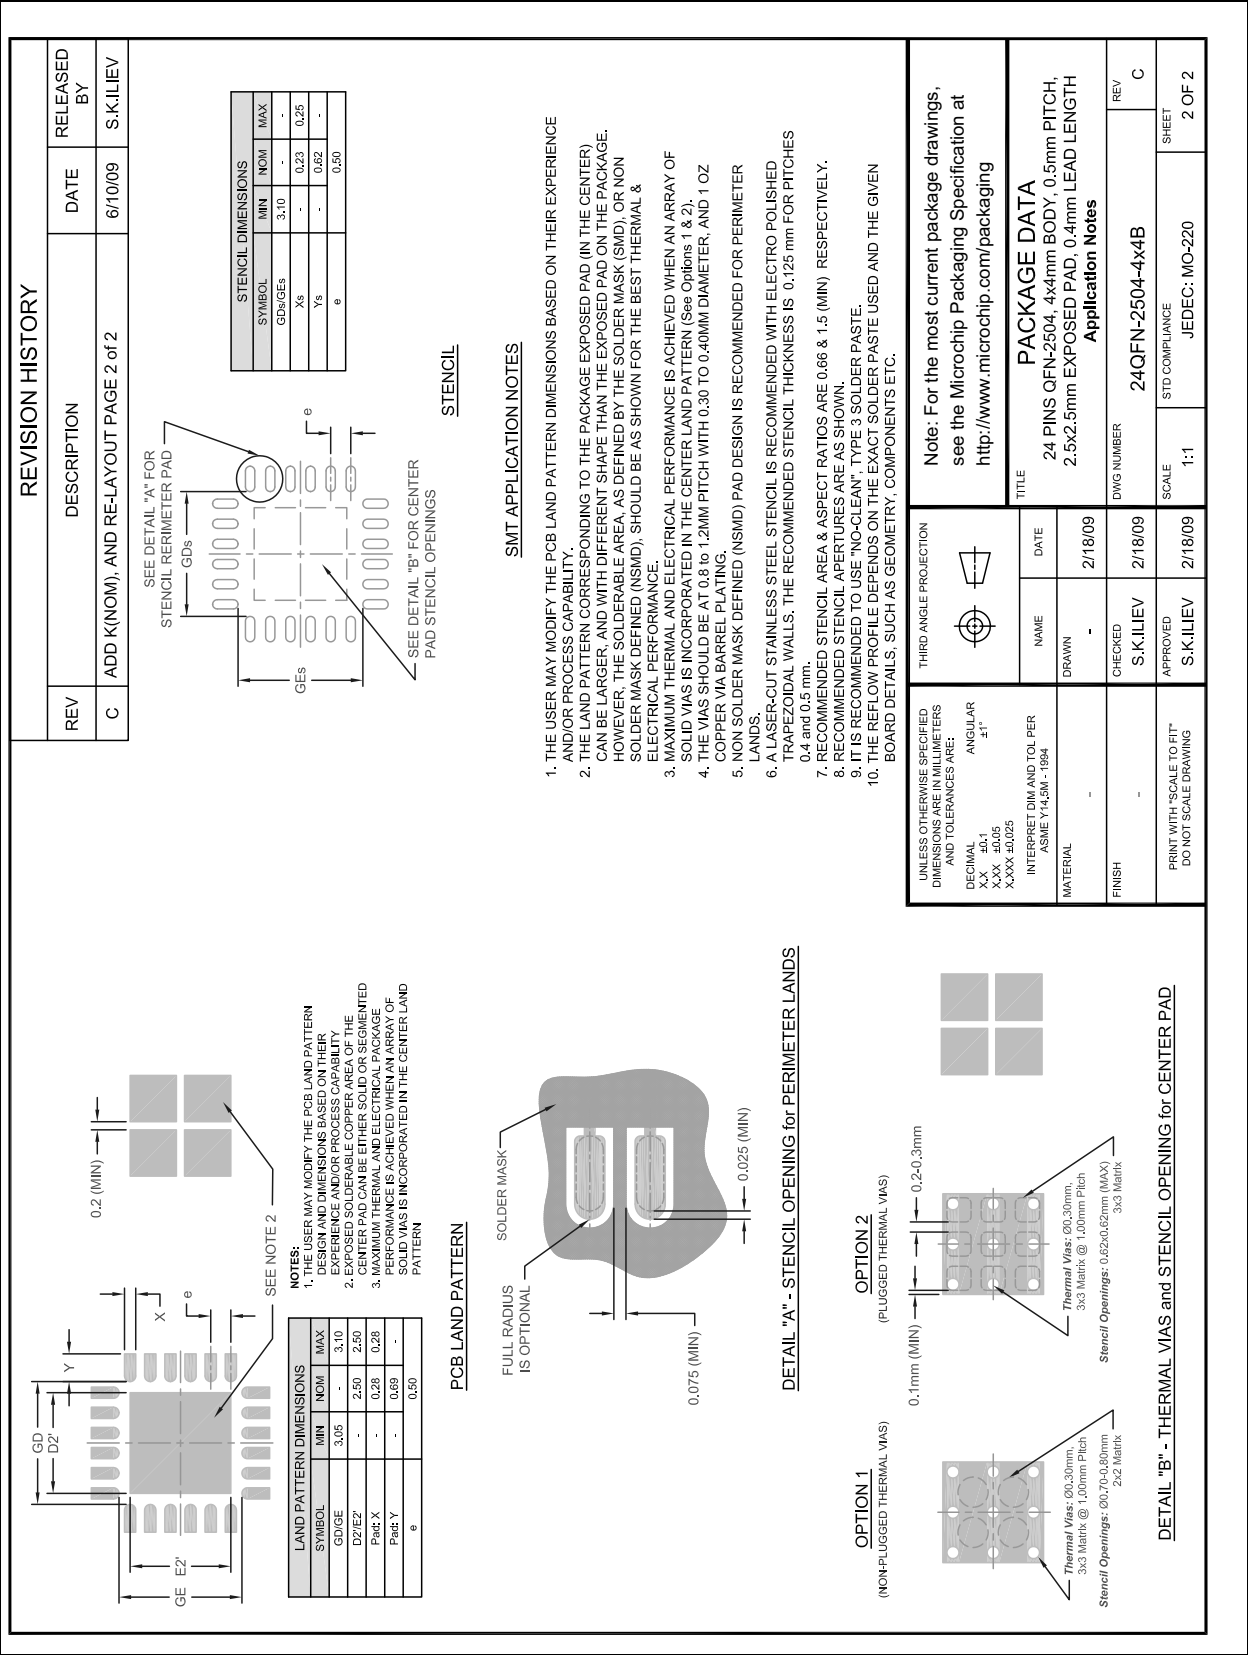 REVISION HISTORY
REV DESCRIPTION DATE RELEASED BY
C ADD K(NOM), AND RE-LAYOUT PAGE 2 of 2 6/10/09 S.K.ILIEV
GD
D2'
Y
X
e
GE
E2'
0.2 (MIN)
SEE NOTE 2
LAND PATTERN DIMENSIONS
SYMBOL MIN NOM MAX
GD/GE 3.05 - 3.10
D2'/E2' - 2.50 2.50
Pad: X - 0.28 0.28
Pad: Y - 0.69 -
e 0.50
NOTES:
1. THE USER MAY MODIFY THE PCB LAND PATTERN
DESIGN AND DIMENSIONS BASED ON THEIR
EXPERIENCE AND/OR PROCESS CAPABILITY
2. EXPOSED SOLDERABLE COPPER AREA OF THE
CENTER PAD CAN BE EITHER SOLID OR SEGMENTED
3. MAXIMUM THERMAL AND ELECTRICAL PACKAGE
PERFORMANCE IS ACHIEVED WHEN AN ARRAY OF
SOLID VIAS IS INCORPORATED IN THE CENTER LAND
PATTERN
PCB LAND PATTERN
SEE DETAIL "A" FOR
STENCIL RERIMETER PAD
GDs
GEs
e
SEE DETAIL "B" FOR CENTER
PAD STENCIL OPENINGS
STENCIL DIMENSIONS
SYMBOL MIN NOM MAX
GDs/GEs 3.10 - -
Xs - 0.23 0.25
Ys - 0.62 -
e 0.50
STENCIL
FULL RADIUS
IS OPTIONAL
SOLDER MASK
0.075 (MIN)
0.025 (MIN)
DETAIL "A" - STENCIL OPENING for PERIMETER LANDS
SMT APPLICATION NOTES
1. THE USER MAY MODIFY THE PCB LAND PATTERN DIMENSIONS BASED ON THEIR EXPERIENCE
AND/OR PROCESS CAPABILITY.
2. THE LAND PATTERN CORRESPONDING TO THE PACKAGE EXPOSED PAD (IN THE CENTER)
CAN BE LARGER, AND WITH DIFFERENT SHAPE THAN THE EXPOSED PAD ON THE PACKAGE.
HOWEVER, THE SOLDERABLE AREA, AS DEFINED BY THE SOLDER MASK (SMD), OR NON
SOLDER MASK DEFINED (NSMD), SHOULD BE AS SHOWN FOR THE BEST THERMAL &
ELECTRICAL PERFORMANCE.
3. MAXIMUM THERMAL AND ELECTRICAL PERFORMANCE IS ACHIEVED WHEN AN ARRAY OF
SOLID VIAS IS INCORPORATED IN THE CENTER LAND PATTERN (See Options 1 & 2).
4. THE VIAS SHOULD BE AT 0.8 to 1.2MM PITCH WITH 0.30 TO 0.40MM DIAMETER, AND 1 OZ
COPPER VIA BARREL PLATING.
5. NON SOLDER MASK DEFINED (NSMD) PAD DESIGN IS RECOMMENDED FOR PERIMETER
LANDS.
6. A LASER-CUT STAINLESS STEEL STENCIL IS RECOMMENDED WITH ELECTRO POLISHED
TRAPEZOIDAL WALLS. THE RECOMMENDED STENCIL THICKNESS IS 0.125 mm FOR PITCHES
0.4 and 0.5 mm.
7. RECOMMENDED STENCIL AREA & ASPECT RATIOS ARE 0.66 & 1.5 (MIN) RESPECTIVELY.
8. RECOMMENDED STENCIL APERTURES ARE AS SHOWN.
9. IT IS RECOMMENDED TO USE "NO-CLEAN", TYPE 3 SOLDER PASTE.
10. THE REFLOW PROFILE DEPENDS ON THE EXACT SOLDER PASTE USED AND THE GIVEN
BOARD DETAILS, SUCH AS GEOMETRY, COMPONENTS ETC.
OPTION 1
(NON-PLUGGED THERMAL VIAS)
Thermal Vias: Ø0.30mm,
3x3 Matrix @ 1.00mm Pitch
Stencil Openings: Ø0.70-0.80mm
2x2 Matrix
OPTION 2
(PLUGGED THERMAL VIAS)
0.1mm (MIN)
0.2-0.3mm
Thermal Vias: Ø0.30mm,
3x3 Matrix @ 1.00mm Pitch
Stencil Openings: 0.62x0.62mm (MAX)
3x3 Matrix
DETAIL "B" - THERMAL VIAS and STENCIL OPENING for CENTER PAD
UNLESS OTHERWISE SPECIFIED
DIMENSIONS ARE IN MILLIMETERS
AND TOLERANCES ARE:
DECIMAL ANGULAR
X.X ±0.1 ±1°
X.XX ±0.05
X.XXX ±0.025
INTERPRET DIM AND TOL PER
ASME Y14.5M - 1994
MATERIAL
-
FINISH
-
PRINT WITH "SCALE TO FIT"
DO NOT SCALE DRAWING
THIRD ANGLE PROJECTION
NAME DATE
DRAWN
- 2/18/09
CHECKED
S.K.ILIEV 2/18/09
APPROVED
S.K.ILIEV 2/18/09
Note: For the most current package drawings,
see the Microchip Packaging Specification at
http://www.microchip.com/packaging
TITLE
PACKAGE DATA
24 PINS QFN-2504, 4x4mm BODY, 0.5mm PITCH,
2.5x2.5mm EXPOSED PAD, 0.4mm LEAD LENGTH
Application Notes
DWG NUMBER
24QFN-2504-4x4B
REV
C
SCALE
1:1
STD COMPLIANCE
JEDEC: MO-220
SHEET
2 OF 2